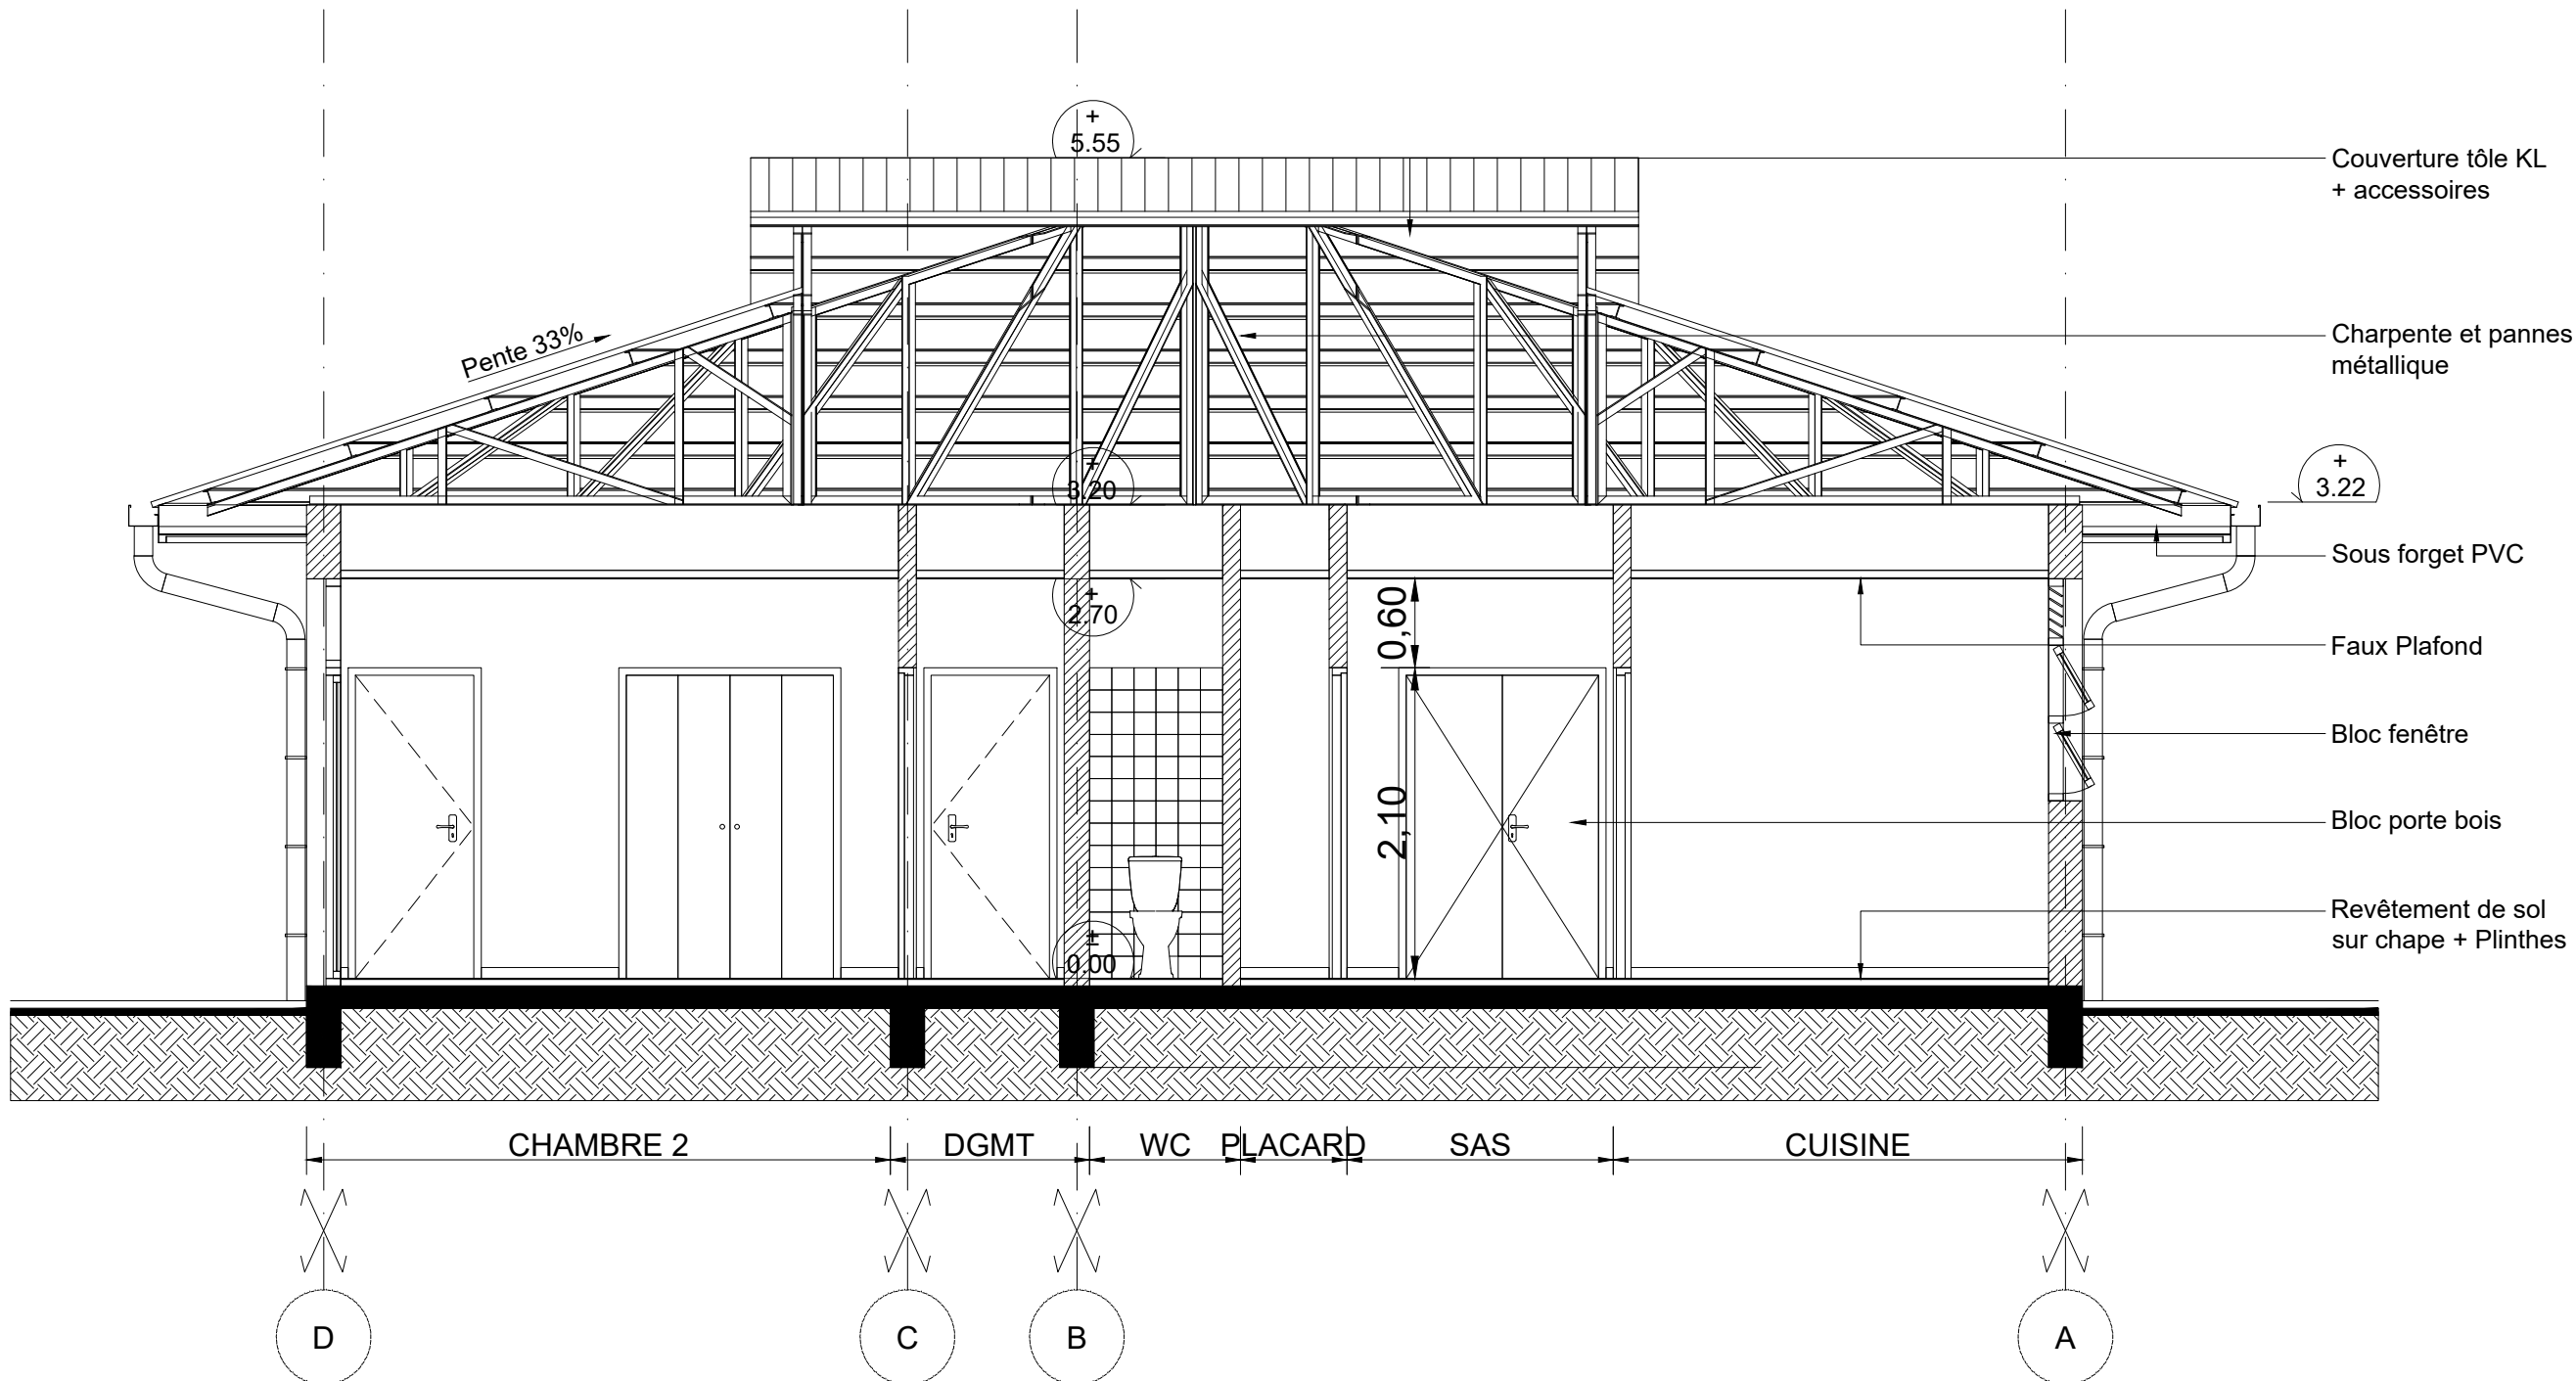 +
5.55
Couverture tôle KL
+ accessoires
Pente 33%
Charpente et pannes
métallique
+
3.20
+
3.22
Sous forget PVC
+
2.70
0,60
Faux Plafond
Bloc fenêtre
2,10
Bloc porte bois
Revêtement de sol
sur chape + Plinthes
±
0.00
CHAMBRE 2
DGMT
WC
PLACARD
SAS
CUISINE
D
C
B
A